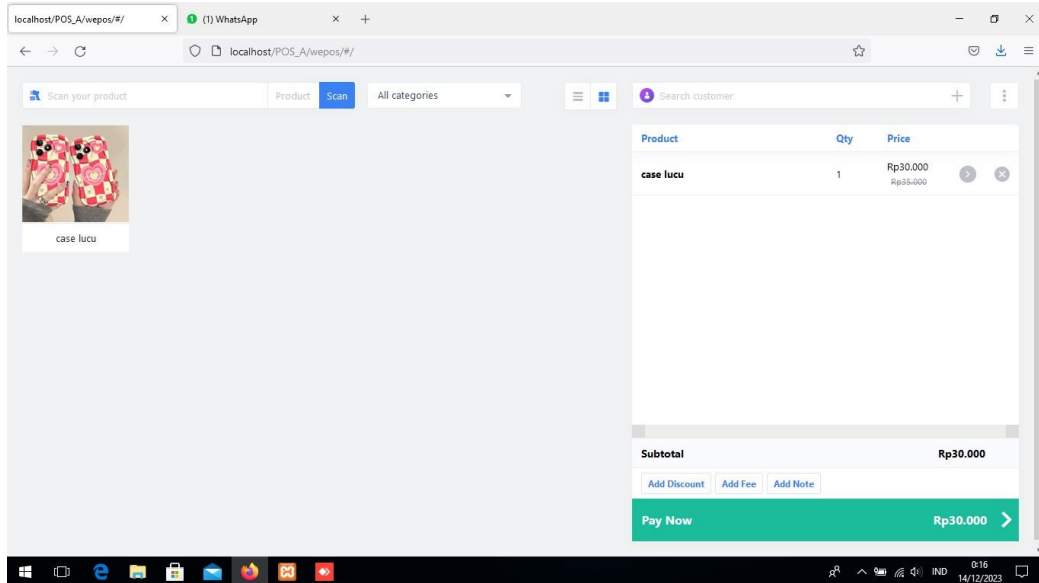 localhost/POS_A/wepos/#/
(1) WhatsApp
localhost/POS_A/wepos/#/
Scan your product
Product
Scan
All categories
Search customer
case lucu
Product Qty Price
case lucu 1 Rp30.000
Rp35.000
Subtotal Rp30.000
Add Discount Add Fee Add Note
Pay Now Rp30.000
IND
0:16
14/12/2023